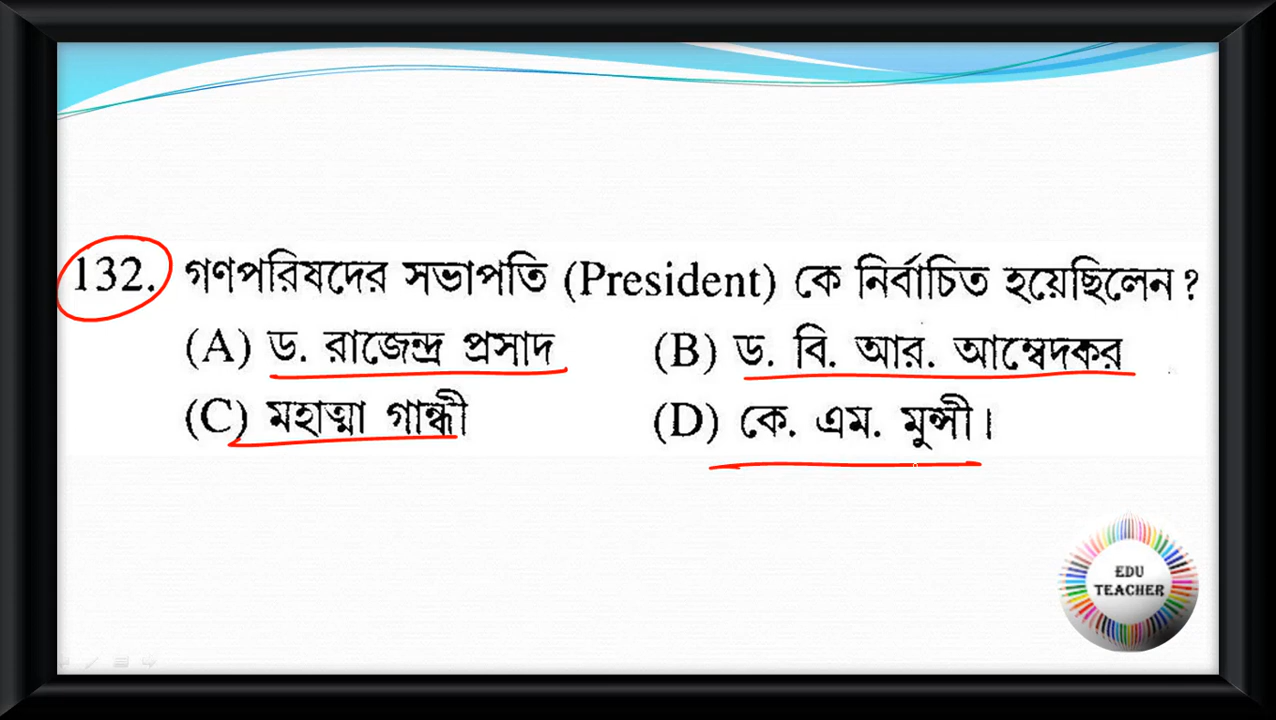 132. গণপরিষদের সভাপতি (President) কে নির্বাচিত হয়েছিলেন?
(A) ড. রাজেন্দ্র প্রসাদ (B) ড. বি. আর. আম্বেদকর
(C) মহাত্মা গান্ধী (D) কে. এম. মুন্সী।
EDU
TEACHER